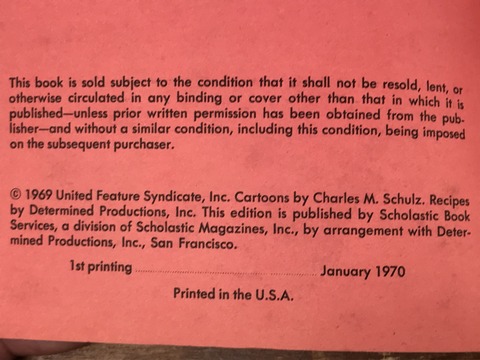 This book is sold subject to the condition that it shall not be resold, lent, or
otherwise circulated in any binding or cover other than that in which it is
published—unless prior written permission has been obtained from the pub-
lisher—and without a similar condition, including this condition, being imposed
on the subsequent purchaser.
© 1969 United Feature Syndicate, Inc. Cartoons by Charles M. Schulz. Recipes
by Determined Productions, Inc. This edition is published by Scholastic Book
Services, a division of Scholastic Magazines, Inc., by arrangement with Deter-
mined Productions, Inc., San Francisco.
1st printing ........................................ January 1970
Printed in the U.S.A.